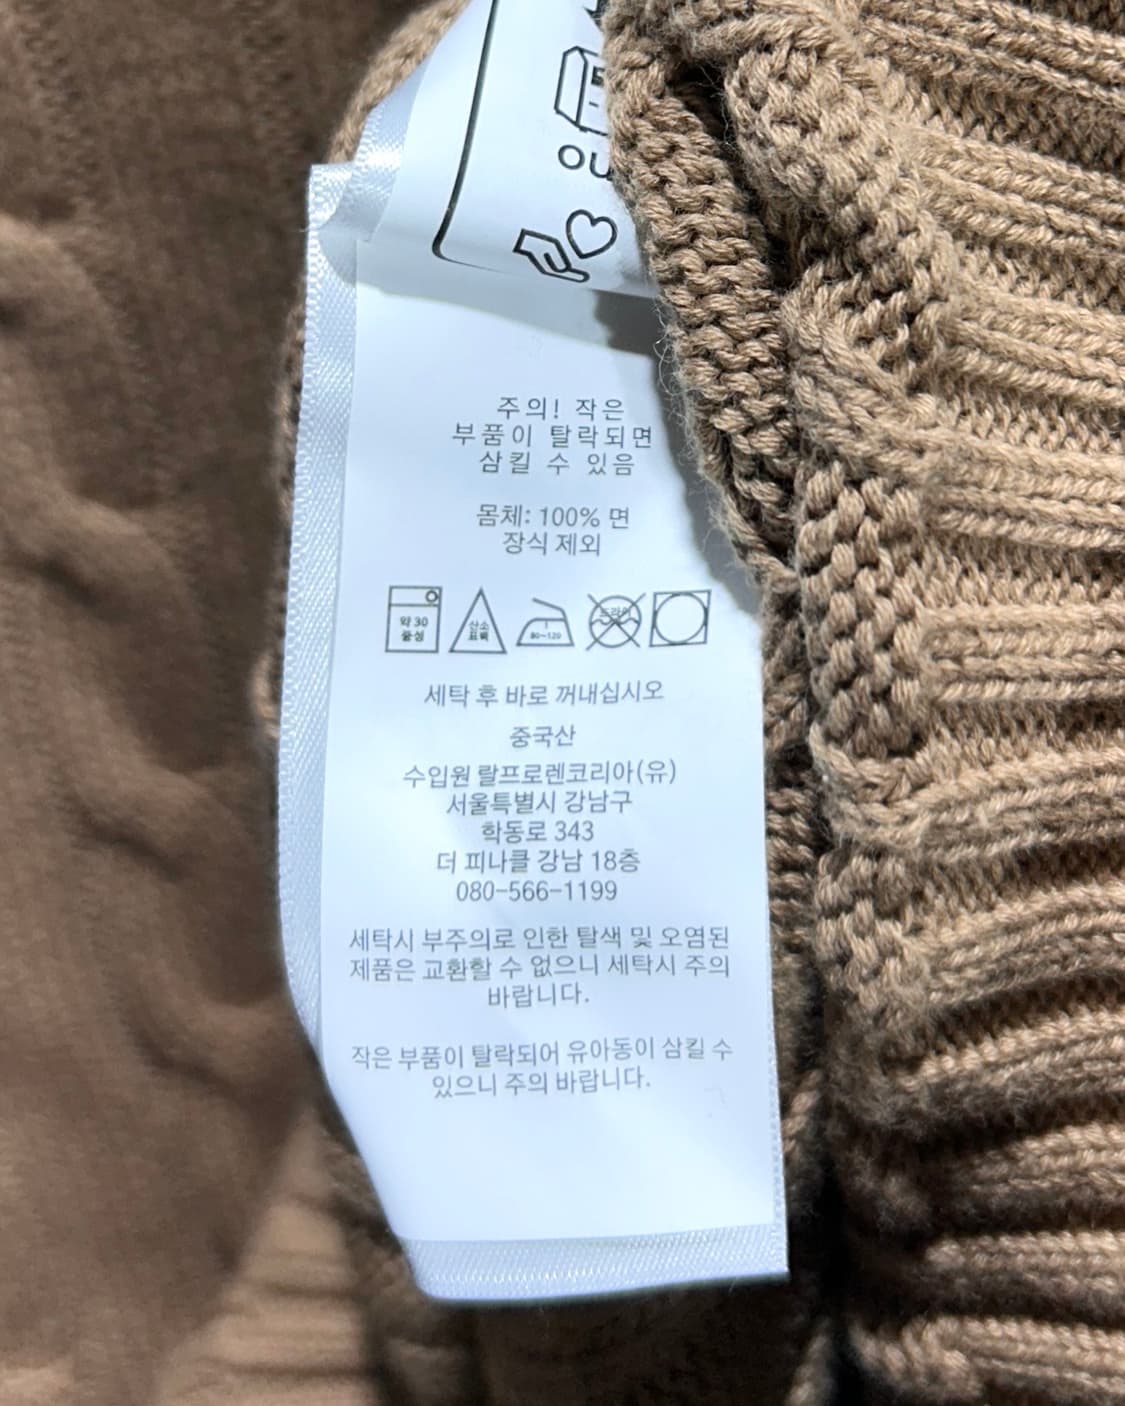 OU
주의! 작은
부품이 탈락되면
삼킬 수 있음
몸체: 100% 면
장식 제외
약 30
중성
산소
표백
80~120
드라이
세탁 후 바로 꺼내십시오
중국산
수입원 랄프로렌코리아(유)
서울특별시 강남구
학동로 343
더 피나클 강남 18층
080-566-1199
세탁시 부주의로 인한 탈색 및 오염된
제품은 교환할 수 없으니 세탁시 주의
바랍니다.
작은 부품이 탈락되어 유아동이 삼킬 수
있으니 주의 바랍니다.